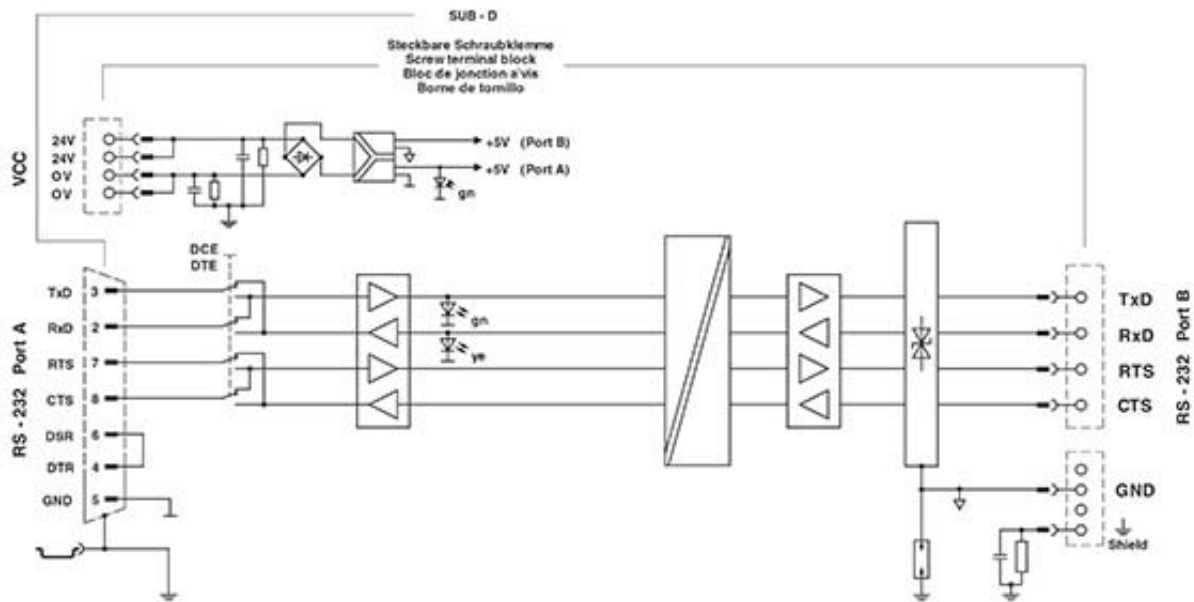 SUB - D
Steckbare Schraubklemme
Screw terminal block
Bloc de jonction a`vis
Borne de tornillo
VCC
24V
24V
0V
0V
+5V (Port B)
+5V (Port A)
gn
DCE
DTE
RS - 232 Port A
TxD 3
RxD 2
RTS 7
CTS 8
DSR 6
DTR 4
GND 5
gn
ye
TxD
RxD
RTS
CTS
RS - 232 Port B
GND
Shield